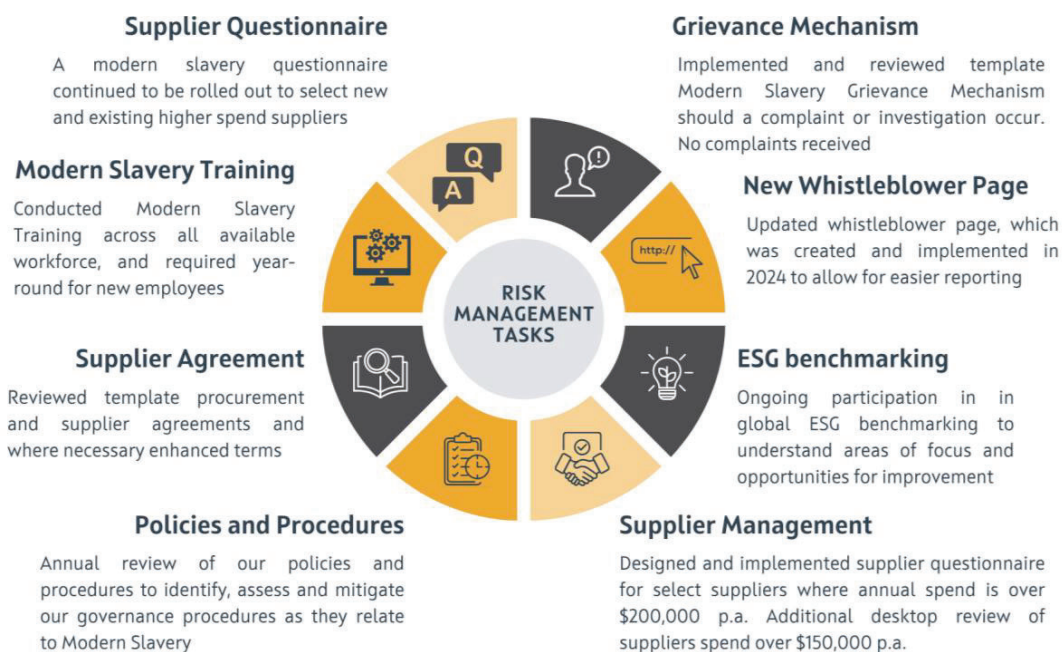 Supplier Questionnaire
A modern slavery questionnaire
continued to be rolled out to select new
and existing higher spend suppliers
Grievance Mechanism
Implemented and reviewed template
Modern Slavery Grievance Mechanism
should a complaint or investigation occur.
No complaints received
Modern Slavery Training
Conducted Modern Slavery
Training across all available
workforce, and required year-
round for new employees
New Whistleblower Page
Updated whistleblower page, which
was created and implemented in
2024 to allow for easier reporting
Q
A
http://
RISK
MANAGEMENT
TASKS
Supplier Agreement
Reviewed template procurement
and supplier agreements and
where necessary enhanced terms
ESG benchmarking
Ongoing participation in in
global ESG benchmarking to
understand areas of focus and
opportunities for improvement
Policies and Procedures
Annual review of our policies and
procedures to identify, assess and mitigate
our governance procedures as they relate
to Modern Slavery
Supplier Management
Designed and implemented supplier questionnaire
for select suppliers where annual spend is over
$200,000 p.a. Additional desktop review of
suppliers spend over $150,000 p.a.